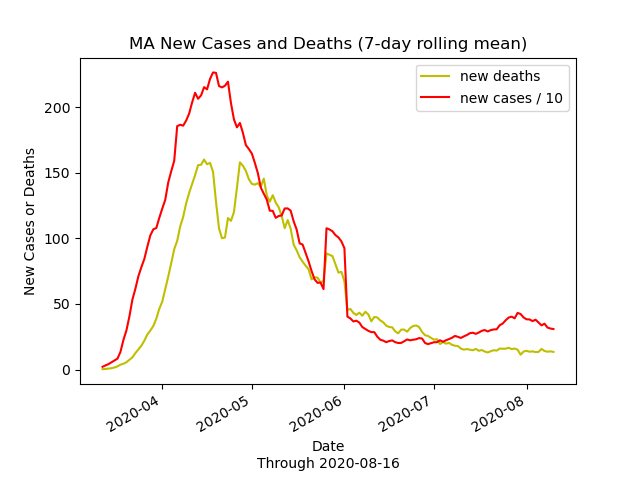 MA New Cases and Deaths (7-day rolling mean)
new deaths
new cases / 10
New Cases or Deaths
200
150
100
50
0
2020-04
2020-05
2020-06
2020-07
2020-08
Date
Through 2020-08-16